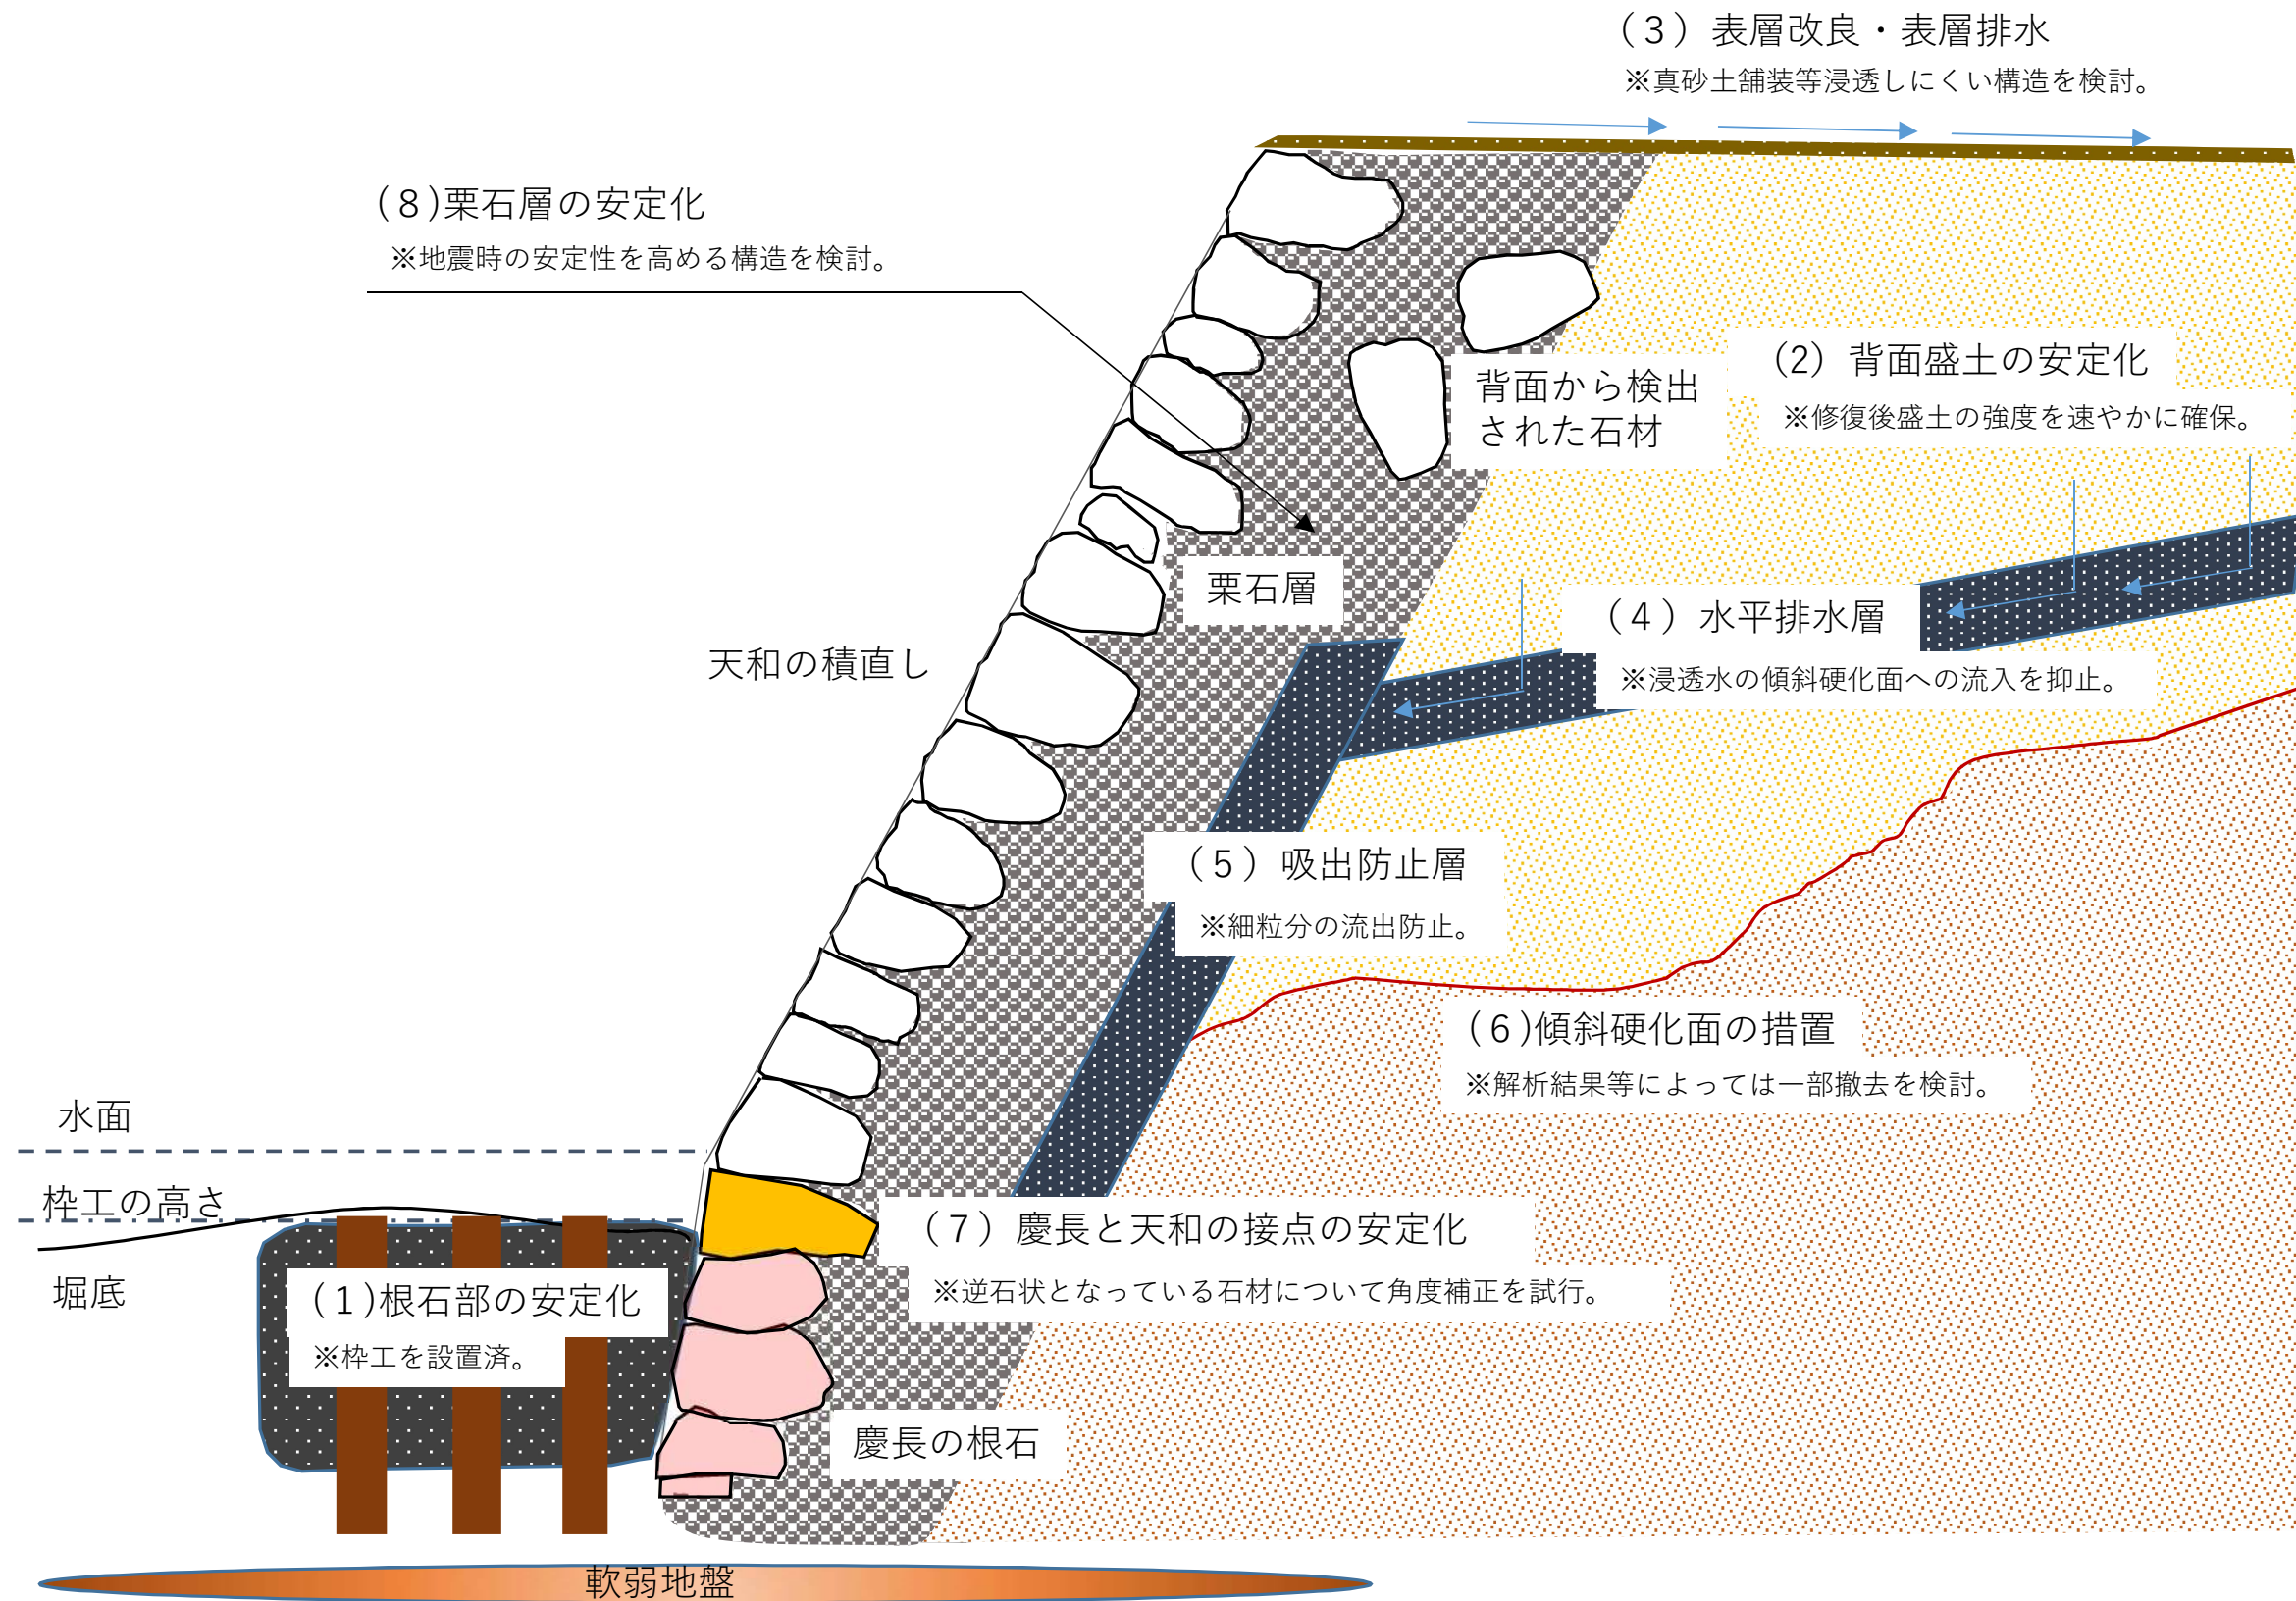 （３）表層改良・表層排水
※真砂土舗装等浸透しにくい構造を検討。
(８)栗石層の安定化
※地震時の安定性を高める構造を検討。
(2) 背面盛土の安定化
※修復後盛土の強度を速やかに確保。
背面から検出
された石材
栗石層
（４）水平排水層
※浸透水の傾斜硬化面への流入を抑止。
天和の積直し
（５）吸出防止層
※細粒分の流出防止。
(６)傾斜硬化面の措置
※解析結果等によっては一部撤去を検討。
水面
枠工の高さ
堀底
（７）慶長と天和の接点の安定化
※逆石状となっている石材について角度補正を試行。
(１)根石部の安定化
※枠工を設置済。
慶長の根石
軟弱地盤